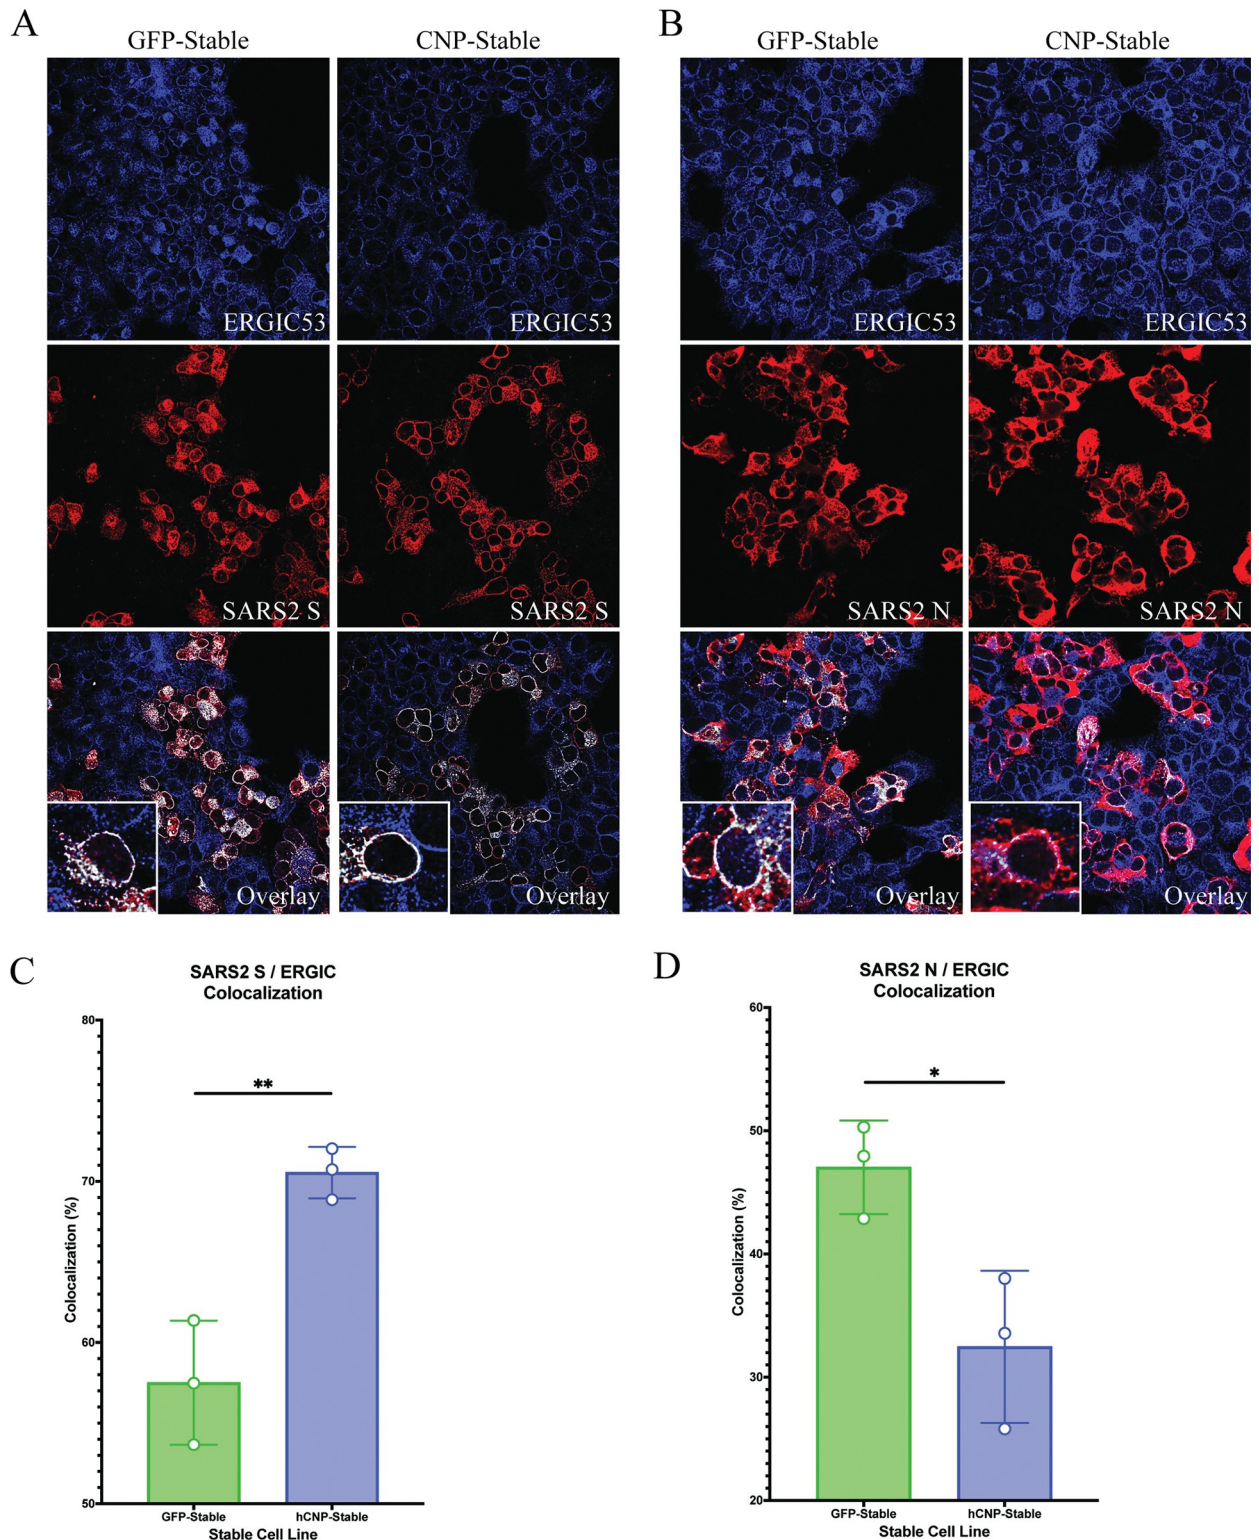 A
GFP-Stable
CNP-Stable
ERGIC53
ERGIC53
SARS2 S
SARS2 S
Overlay
Overlay
B
GFP-Stable
CNP-Stable
ERGIC53
ERGIC53
SARS2 N
SARS2 N
Overlay
Overlay
C
SARS2 S / ERGIC
Colocalization
80
70
60
50
Colocalization (%)
**
GFP-Stable
hCNP-Stable
Stable Cell Line
D
SARS2 N / ERGIC
Colocalization
60
50
40
30
20
Colocalization (%)
*
GFP-Stable
hCNP-Stable
Stable Cell Line